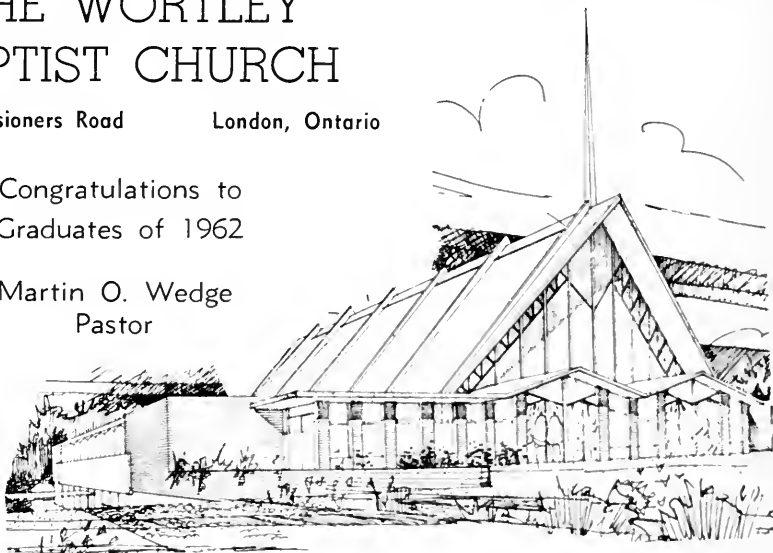 HE WORTLEY
PTIST CHURCH
sioners Road London, Ontario
Congratulations to
Graduates of 1962
Martin O. Wedge
Pastor